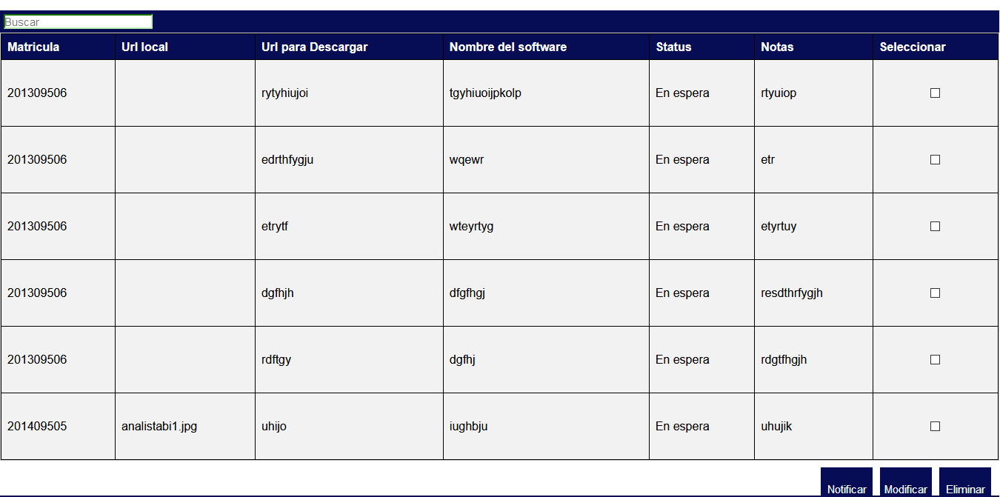 Buscar
Matricula Url local Url para Descargar Nombre del software Status Notas Seleccionar
201309506 rytyhiujoi tgyhiuoijpkolp En espera rtyuiop
201309506 edrthfygju wqewr En espera etr
201309506 etrytf wteyrtyg En espera etyrtuy
201309506 dgfhjh dfgfhgj En espera resdthrfygjh
201309506 rdftgy dgfhj En espera rdgtfhgjh
201409505 analistabi1.jpg uhijo iughbju En espera uhujik
Notificar Modificar Eliminar